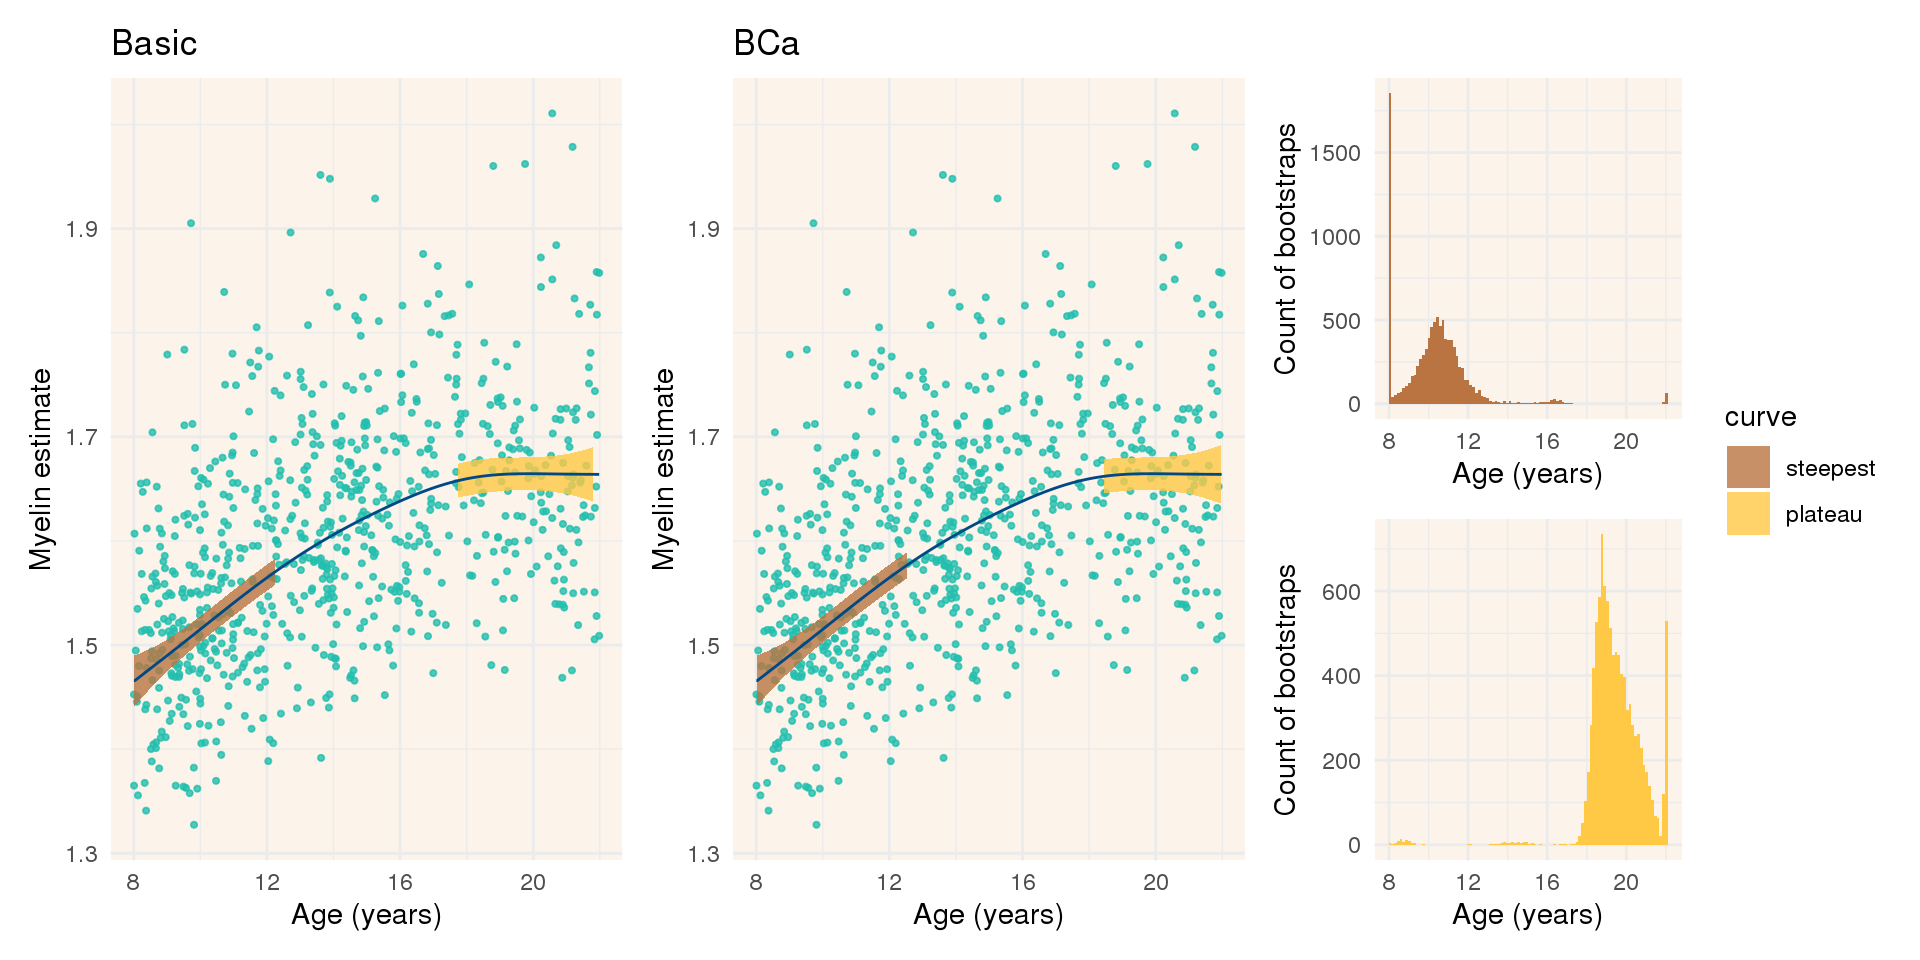 Basic
BCa
Myelin estimate
1.9
1.7
1.5
1.3
8 12 16 20
Age (years)
Myelin estimate
1.9
1.7
1.5
1.3
8 12 16 20
Age (years)
Count of bootstraps
1500
1000
500
0
8 12 16 20
Age (years)
Count of bootstraps
600
400
200
0
8 12 16 20
Age (years)
curve
steepest
plateau